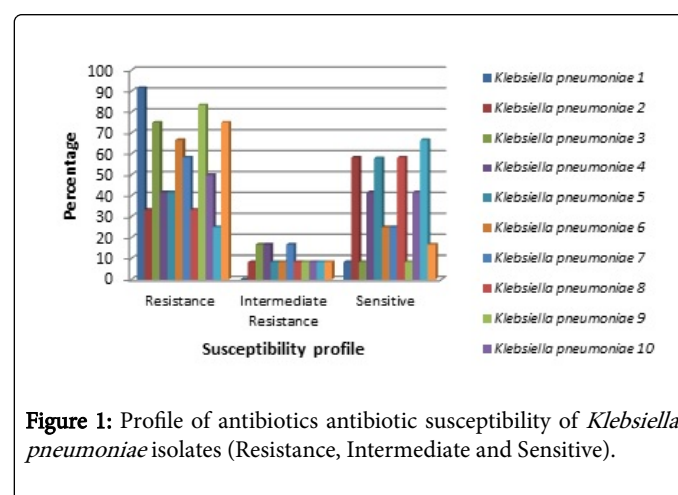 100
90
80
70
60
50
40
30
20
10
0
Percentage
Resistance
Intermediate
Resistance
Sensitive
Susceptibility profile
Klebsiella pneumoniae 1
Klebsiella pneumoniae 2
Klebsiella pneumoniae 3
Klebsiella pneumoniae 4
Klebsiella pneumoniae 5
Klebsiella pneumoniae 6
Klebsiella pneumoniae 7
Klebsiella pneumoniae 8
Klebsiella pneumoniae 9
Klebsiella pneumoniae 10
Figure 1: Profile of antibiotics antibiotic susceptibility of Klebsiella
pneumoniae isolates (Resistance, Intermediate and Sensitive).